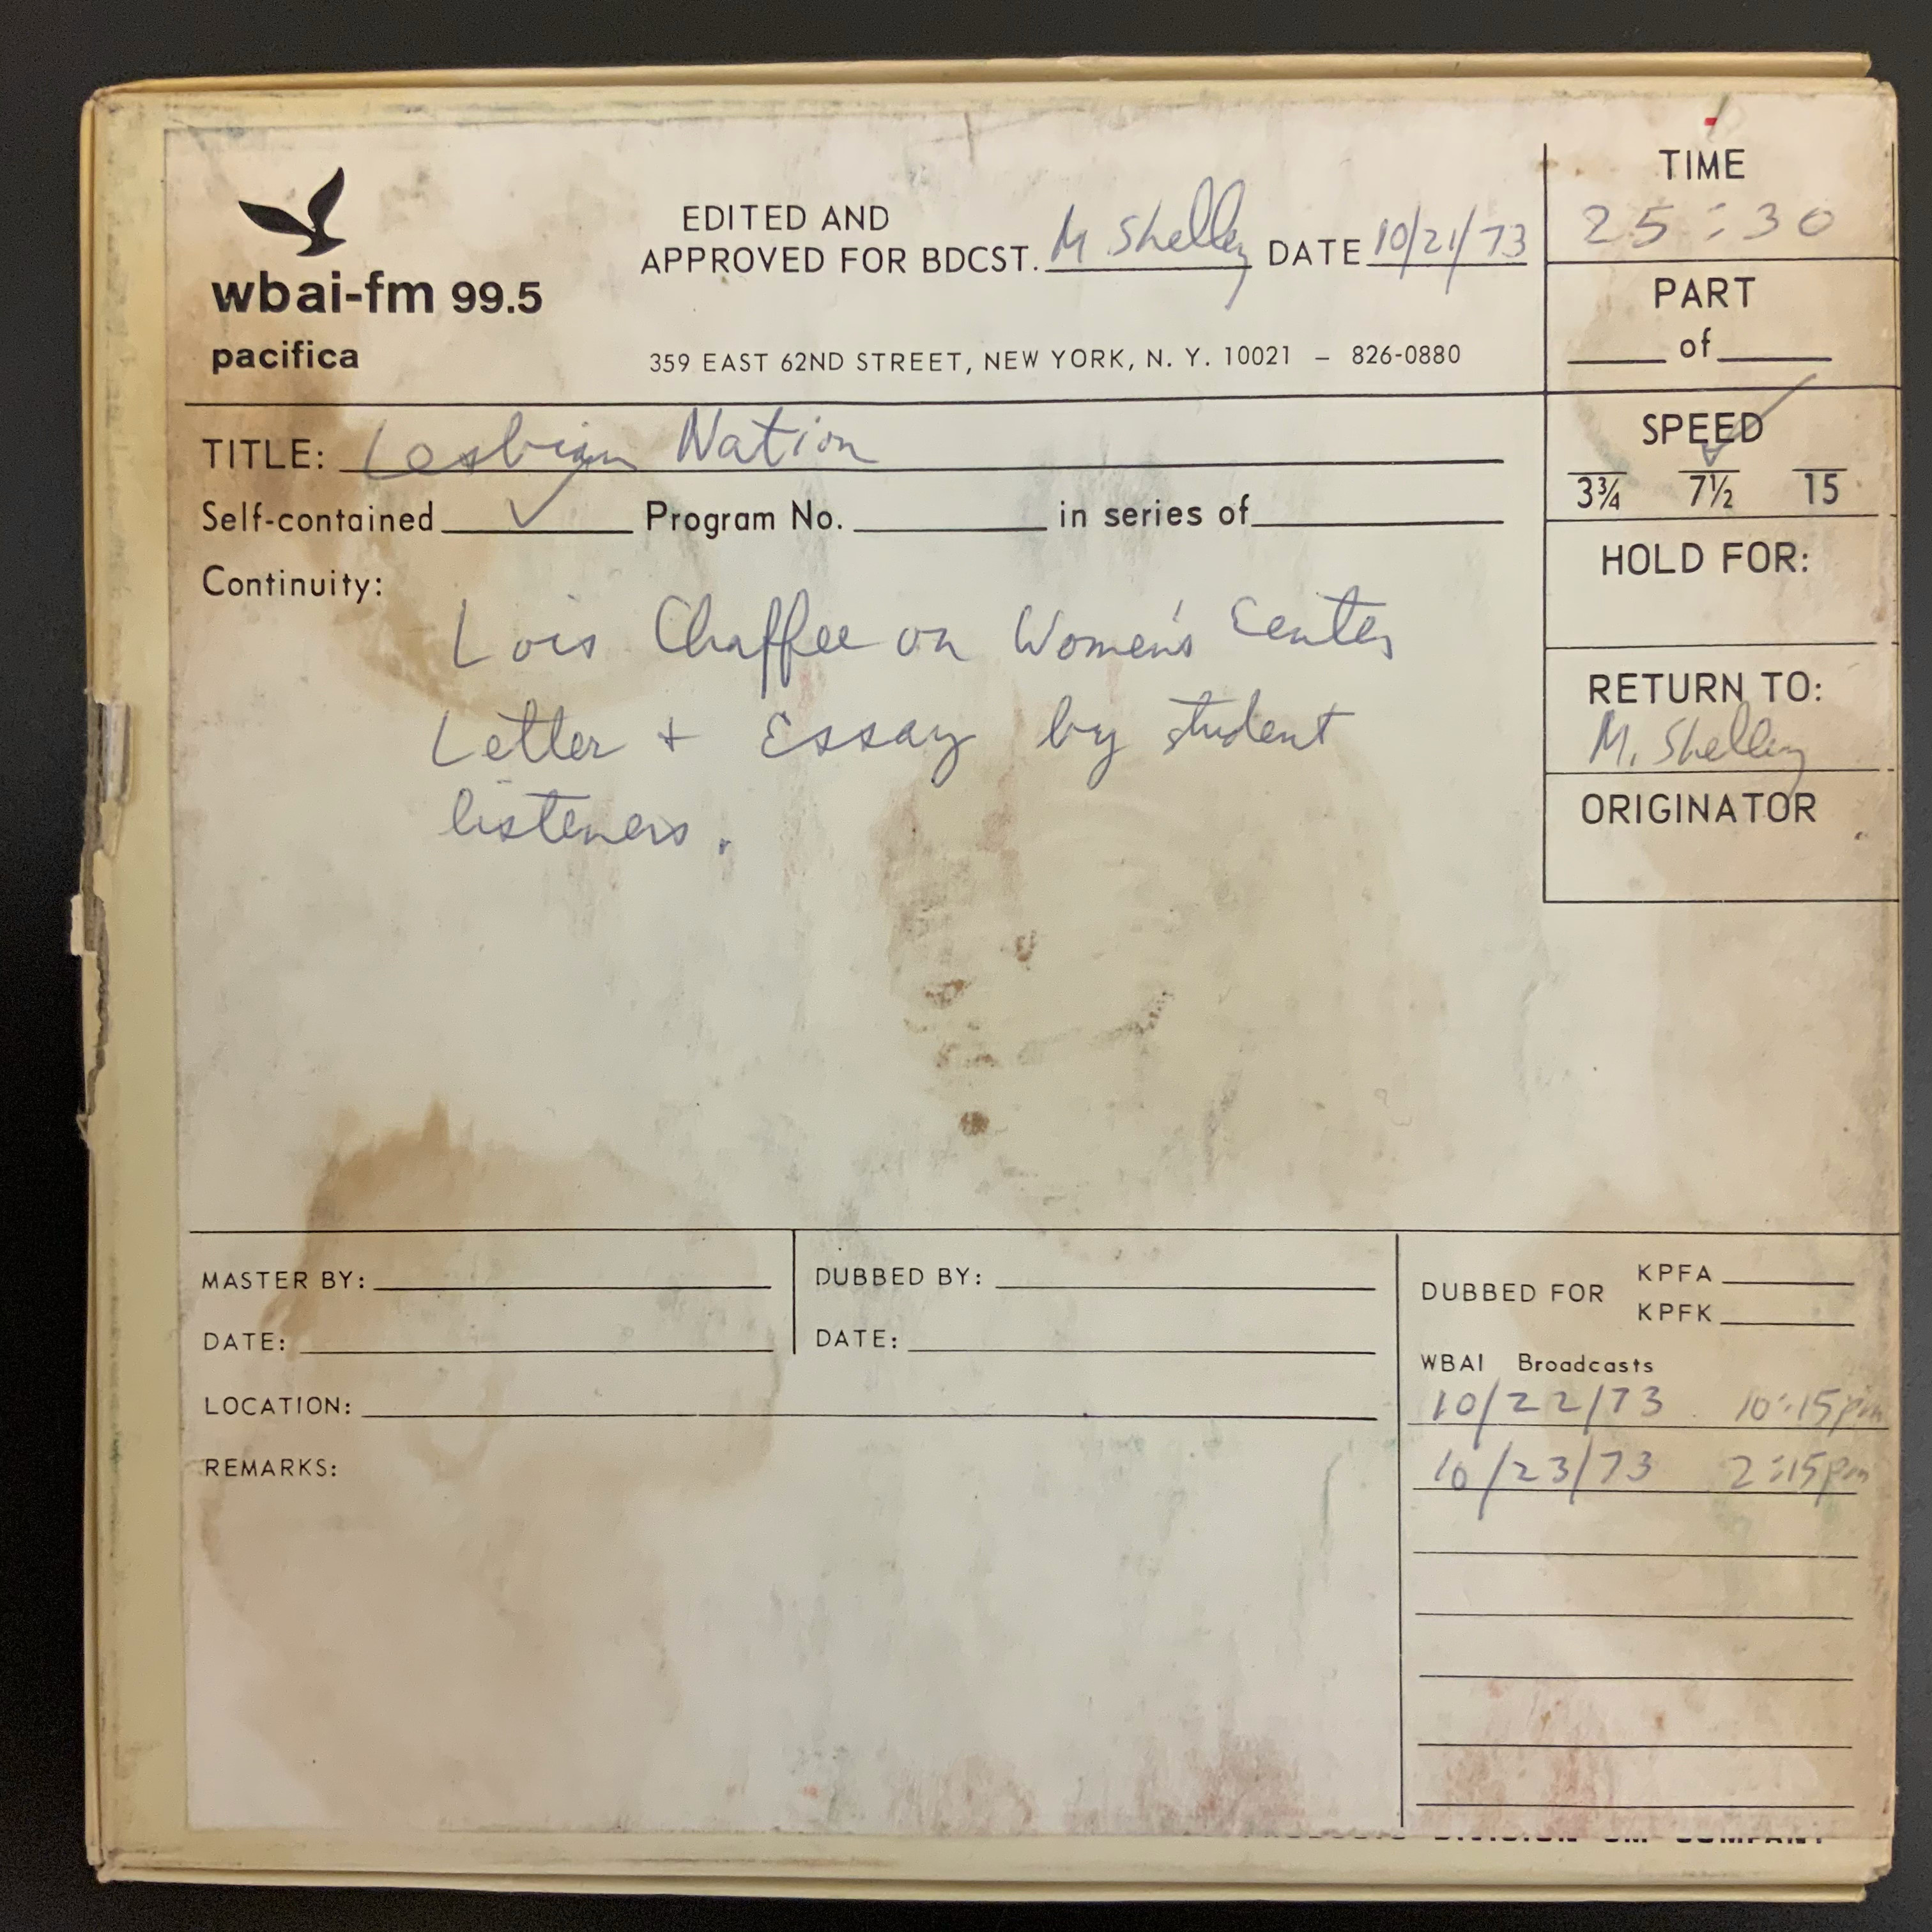 EDITED AND
APPROVED FOR BDCST. M Shelley DATE 10/21/73
wbai-fm 99.5
pacifica
359 EAST 62ND STREET, NEW YORK, N. Y. 10021 – 826-0880
TIME
25:30
PART
of
SPEED
3¾ 7½ 15
HOLD FOR:
RETURN TO:
M. Shelley
ORIGINATOR
TITLE: Lesbian Nation
Self-contained ✓ Program No. in series of
Continuity:
Lois Chaffee on Women's Center
Letter + Essay by student
listeners.
MASTER BY:
DATE:
DUBBED BY:
DATE:
LOCATION:
REMARKS:
DUBBED FOR KPFA
KPFK
WBAI Broadcasts
10/22/73 10:15pm
10/23/73 2:15pm
DIVISION 3M COMPANY